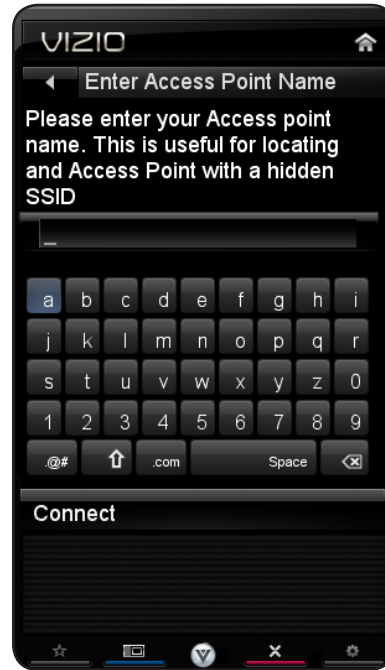 VIZIO
Enter Access Point Name
Please enter your Access point
name. This is useful for locating
and Access Point with a hidden
SSID
_
a b c d e f g h i
j k l m n o p q r
s t u v w x y z 0
1 2 3 4 5 6 7 8 9
.@# .com Space
Connect
V